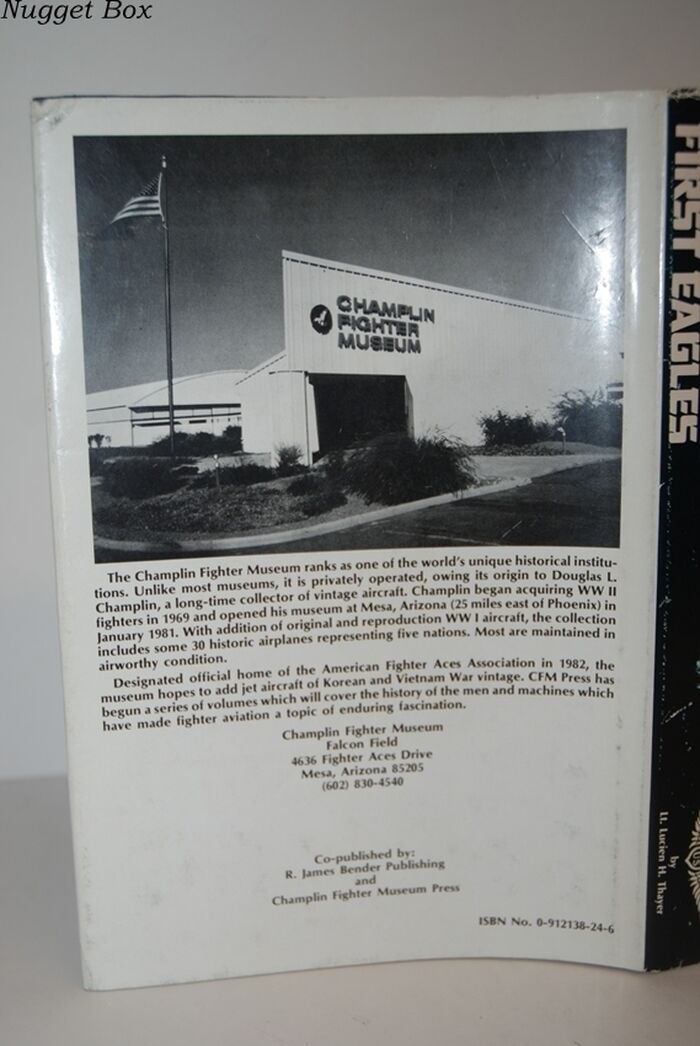 Nugget Box
CHAMPLIN
FIGHTER
MUSEUM
The Champlin Fighter Museum ranks as one of the world's unique historical institu-
tions. Unlike most museums, it is privately operated, owing its origin to Douglas L.
Champlin, a long-time collector of vintage aircraft. Champlin began acquiring WW II
fighters in 1969 and opened his museum at Mesa, Arizona (25 miles east of Phoenix) in
January 1981. With addition of original and reproduction WW I aircraft, the collection
includes some 30 historic airplanes representing five nations. Most are maintained in
airworthy condition.
Designated official home of the American Fighter Aces Association in 1982, the
museum hopes to add jet aircraft of Korean and Vietnam War vintage. CFM Press has
begun a series of volumes which will cover the history of the men and machines which
have made fighter aviation a topic of enduring fascination.
Champlin Fighter Museum
Falcon Field
4636 Fighter Aces Drive
Mesa, Arizona 85205
(602) 830-4540
Co-published by:
R. James Bender Publishing
and
Champlin Fighter Museum Press
ISBN No. 0-912138-24-6
FIRST EAGLES
by
Lt. Lucien H. Thayer